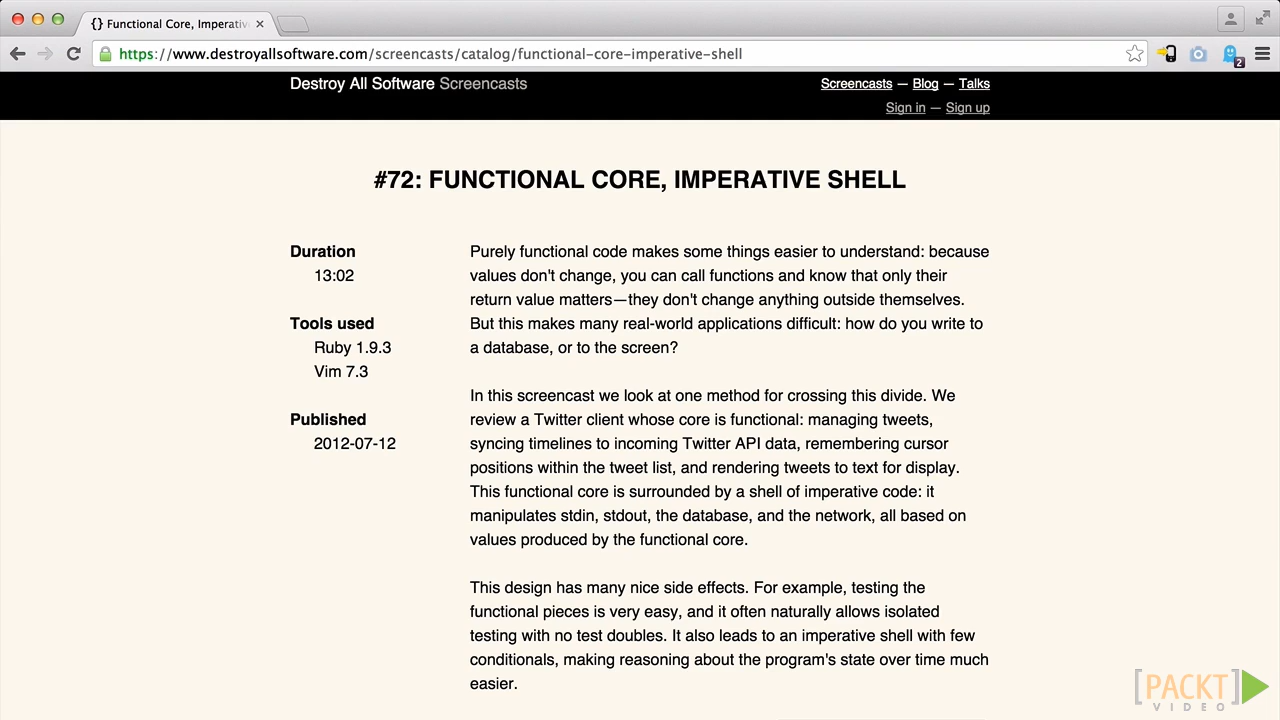 {} Functional Core, Imperativ
https://www.destroyallsoftware.com/screencasts/catalog/functional-core-imperative-shell
2
Destroy All Software Screencasts
Screencasts — Blog — Talks
Sign in — Sign up
#72: FUNCTIONAL CORE, IMPERATIVE SHELL
Duration
13:02
Tools used
Ruby 1.9.3
Vim 7.3
Published
2012-07-12
Purely functional code makes some things easier to understand: because
values don't change, you can call functions and know that only their
return value matters—they don't change anything outside themselves.
But this makes many real-world applications difficult: how do you write to
a database, or to the screen?
In this screencast we look at one method for crossing this divide. We
review a Twitter client whose core is functional: managing tweets,
syncing timelines to incoming Twitter API data, remembering cursor
positions within the tweet list, and rendering tweets to text for display.
This functional core is surrounded by a shell of imperative code: it
manipulates stdin, stdout, the database, and the network, all based on
values produced by the functional core.
This design has many nice side effects. For example, testing the
functional pieces is very easy, and it often naturally allows isolated
testing with no test doubles. It also leads to an imperative shell with few
conditionals, making reasoning about the program's state over time much
easier.
[PACKT]
VIDEO